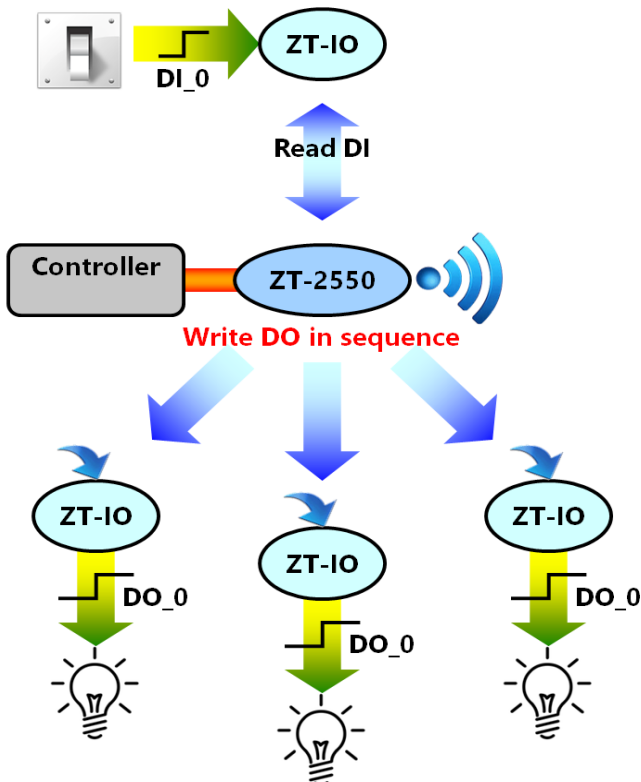 ZT-IO
DI_0
Read DI
Controller
ZT-2550
Write DO in sequence
ZT-IO
ZT-IO
ZT-IO
DO_0
DO_0
DO_0